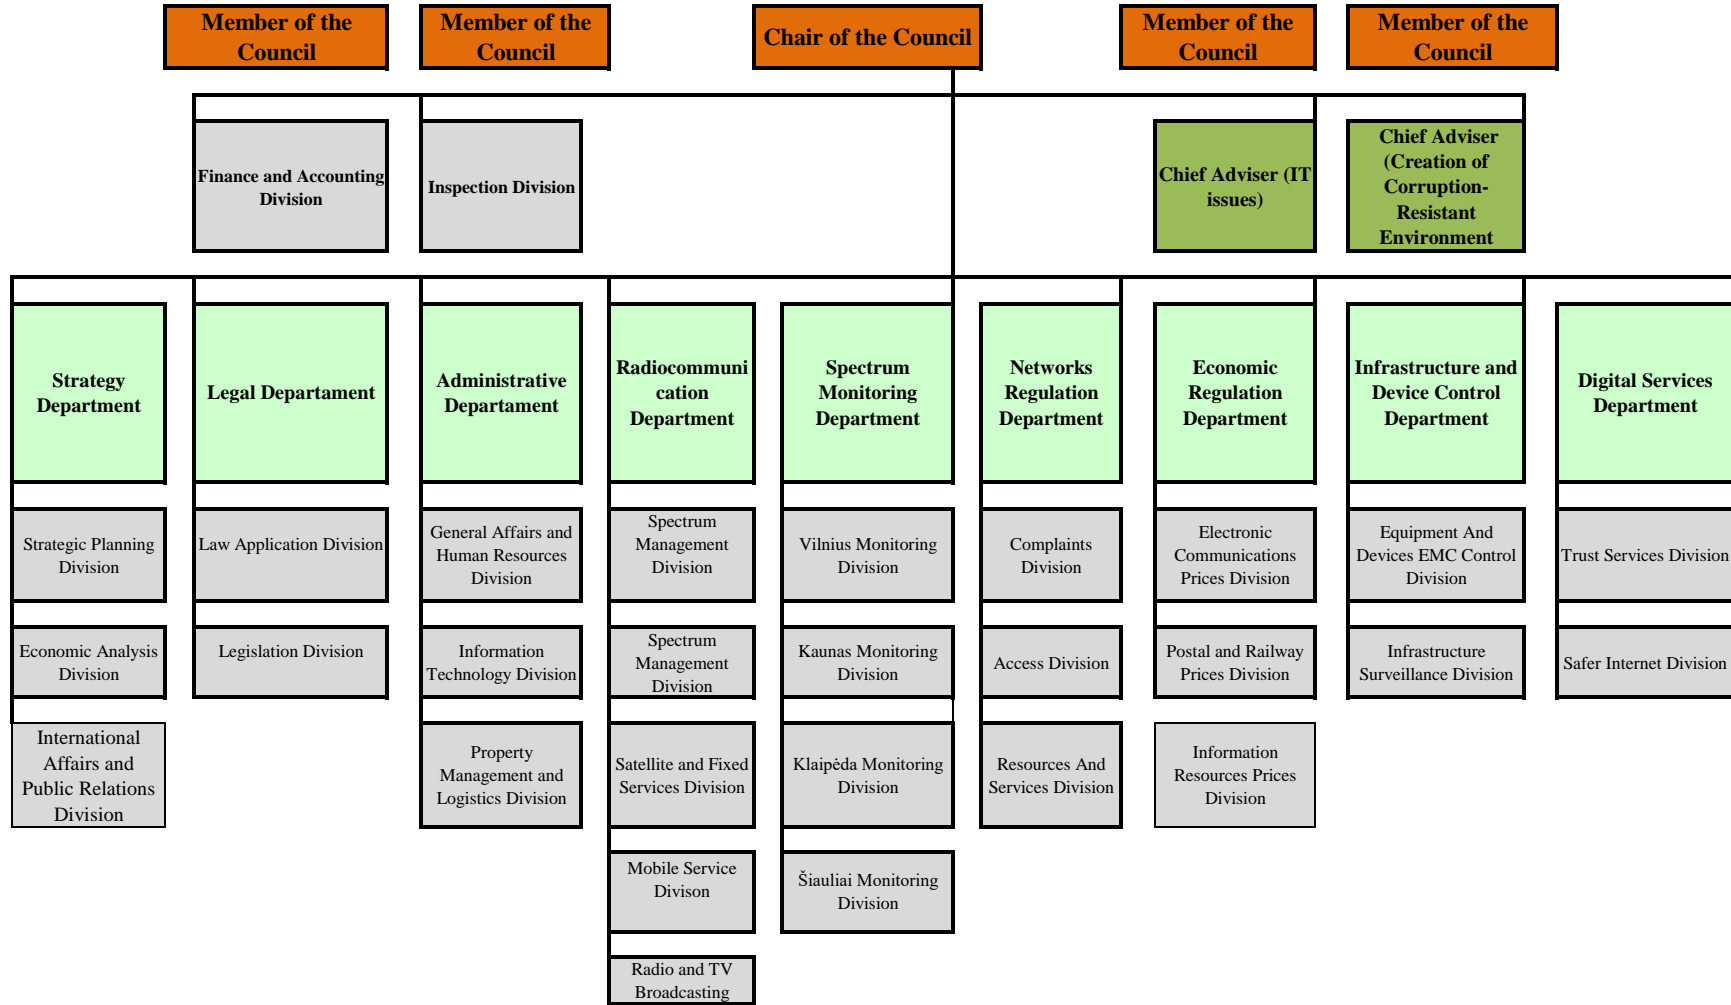 Member of the
Council
Member of the
Council
Chair of the Council
Member of the
Council
Member of the
Council
Finance and Accounting
Division
Inspection Division
Chief Adviser (IT
issues)
Chief Adviser
(Creation of
Corruption-
Resistant
Environment
Strategy
Department
Legal Departament
Administrative
Departament
Radiocommuni
cation
Department
Spectrum
Monitoring
Department
Networks
Regulation
Department
Economic
Regulation
Department
Infrastructure and
Device Control
Department
Digital Services
Department
Strategic Planning
Division
Law Application Division
General Affairs and
Human Resources
Division
Spectrum
Management
Division
Vilnius Monitoring
Division
Complaints
Division
Electronic
Communications
Prices Division
Equipment And
Devices EMC Control
Division
Trust Services Division
Economic Analysis
Division
Legislation Division
Information
Technology Division
Spectrum
Management
Division
Kaunas Monitoring
Division
Access Division
Postal and Railway
Prices Division
Infrastructure
Surveillance Division
Safer Internet Division
International
Affairs and
Public Relations
Division
Property
Management and
Logistics Division
Satellite and Fixed
Services Division
Klaipėda Monitoring
Division
Resources And
Services Division
Information
Resources Prices
Division
Mobile Service
Divison
Šiauliai Monitoring
Division
Radio and TV
Broadcasting